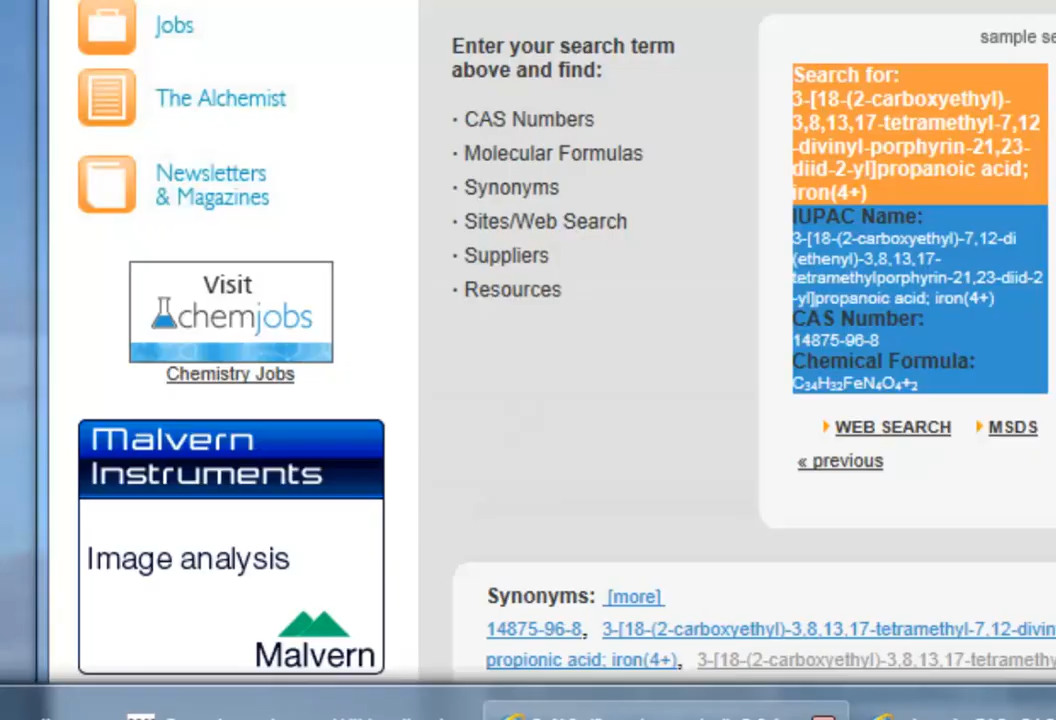 Jobs
The Alchemist
Newsletters
& Magazines
Visit
chemjobs
Chemistry Jobs
Malvern
Instruments
Image analysis
Malvern
Enter your search term
above and find:
· CAS Numbers
· Molecular Formulas
· Synonyms
· Sites/Web Search
· Suppliers
· Resources
sample
Search for:
3-[18-(2-carboxyethyl)-
3,8,13,17-tetramethyl-7,12
-divinyl-porphyrin-21,23-
diid-2-yl]propanoic acid;
iron(4+)
IUPAC Name:
3-[18-(2-carboxyethyl)-7,12-di
(ethenyl)-3,8,13,17-
tetramethylporphyrin-21,23-diid-2
-yl]propanoic acid; iron(4+)
CAS Number:
14875-96-8
Chemical Formula:
C34H32FeN4O4+2
WEB SEARCH MSDS
« previous
Synonyms: [more]
14875-96-8, 3-[18-(2-carboxyethyl)-3,8,13,17-tetramethyl-7,12-divin
propionic acid; iron(4+), 3-[18-(2-carboxyethyl)-3,8,13,17-tetramethy